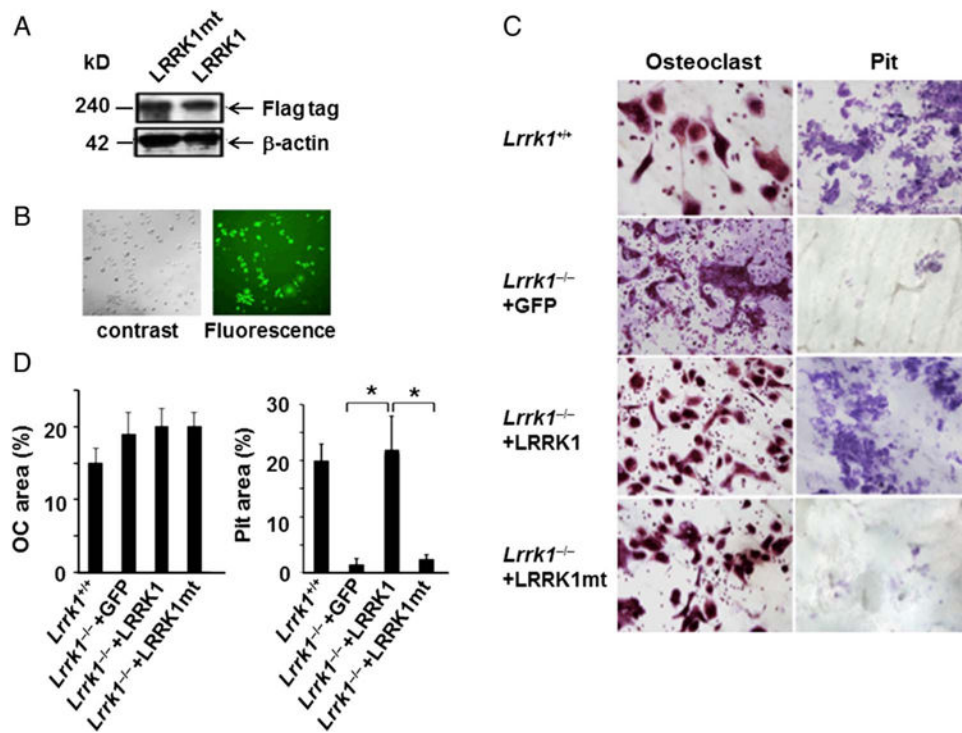 A
kD
LRRK1mt
LRRK1
240
Flag tag
42
β-actin
B
contrast
Fluorescence
C
Osteoclast
Pit
Lrrk1+/+
Lrrk1–/–
+GFP
Lrrk1–/–
+LRRK1
Lrrk1–/–
+LRRK1mt
D
OC area (%)
20
10
0
Lrrk1+/+
Lrrk1–/–+GFP
Lrrk1–/–+LRRK1
Lrrk1–/–+LRRK1mt
Pit area (%)
30
20
10
0
*
*
Lrrk1+/+
Lrrk1–/–+GFP
Lrrk1–/–+LRRK1
Lrrk1–/–+LRRK1mt